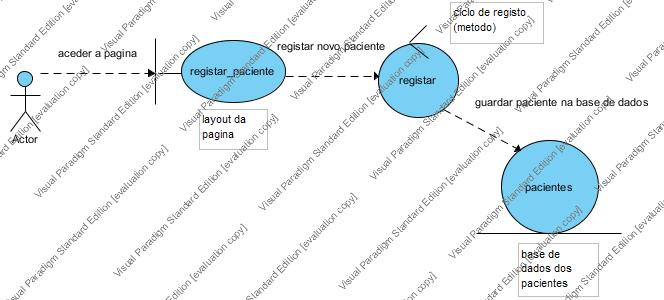 ciclo de registo
(metodo)
aceder a pagina
registar novo paciente
registar_paciente
registar
guardar paciente na base de dados
layout da
pagina
Actor
pacientes
base de
dados dos
pacientes
Visual Paradigm Standard Edition [evaluation copy]